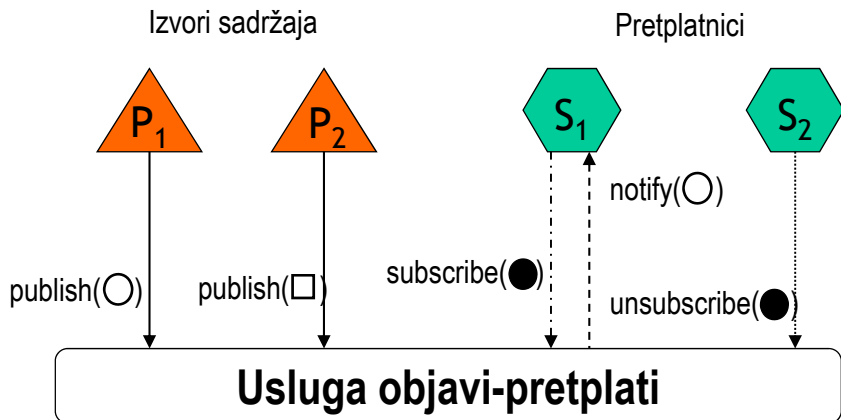 Izvori sadržaja
Pretplatnici
P1
P2
S1
S2
notify(○)
publish(○)
publish(□)
subscribe(●)
unsubscribe(●)
Usluga objavi-pretplati